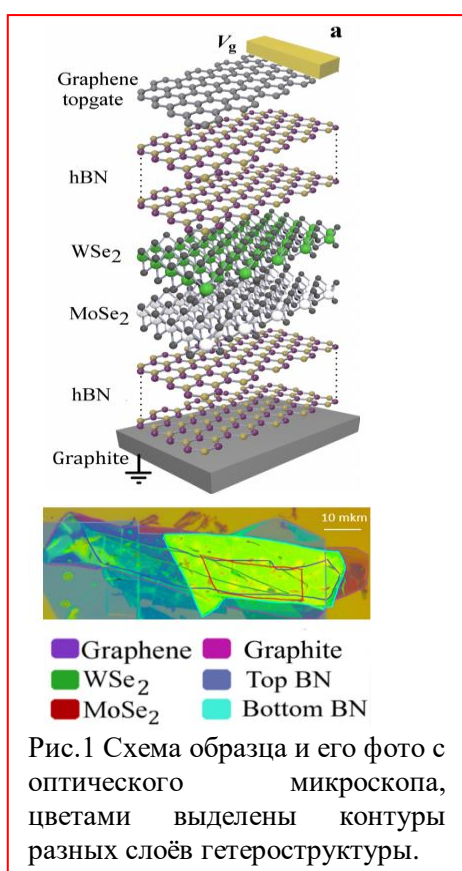 a
V_g
Graphene
topgate
hBN
WSe₂
MoSe₂
hBN
Graphite
10 mkm
Graphene Graphite
WSe₂ Top BN
MoSe₂ Bottom BN
Рис.1 Схема образца и его фото с
оптического микроскопа,
цветами выделены контуры
разных слоёв гетероструктуры.